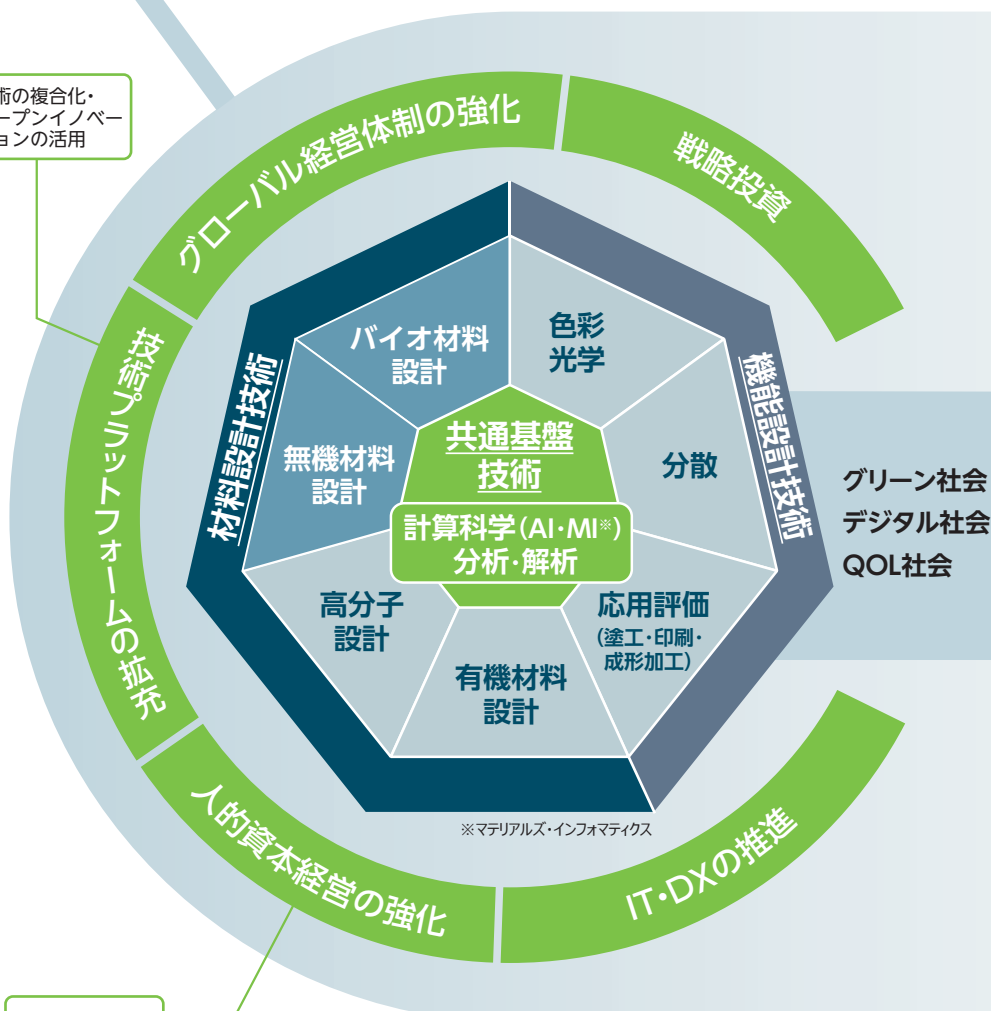 術の複合化・
ープンイノベー
ョンの活用
グローバル経営体制の強化
戦略投資
技術プラットフォームの拡充
人的資本経営の強化
IT・DXの推進
材料設計技術
機能設計技術
バイオ材料
設計
色彩
光学
無機材料
設計
分散
共通基盤
技術
計算科学(AI・MI※)
分析・解析
高分子
設計
有機材料
設計
応用評価
(塗工・印刷・
成形加工)
グリーン社会
デジタル社会
QOL社会
※マテリアルズ・インフォマティクス